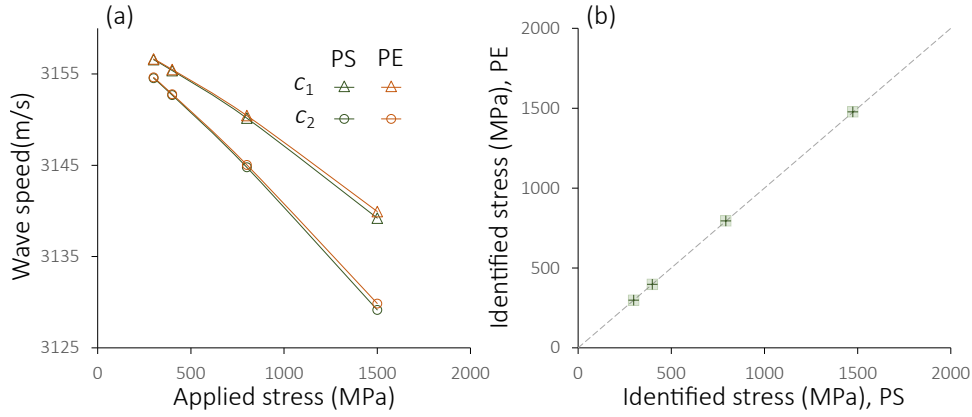 (a)
PS PE
c1
c2
3155
3145
3135
3125
Wave speed(m/s)
0 500 1000 1500 2000
Applied stress (MPa)
(b)
2000
1500
1000
500
0
Identified stress (MPa), PE
0 500 1000 1500 2000
Identified stress (MPa), PS